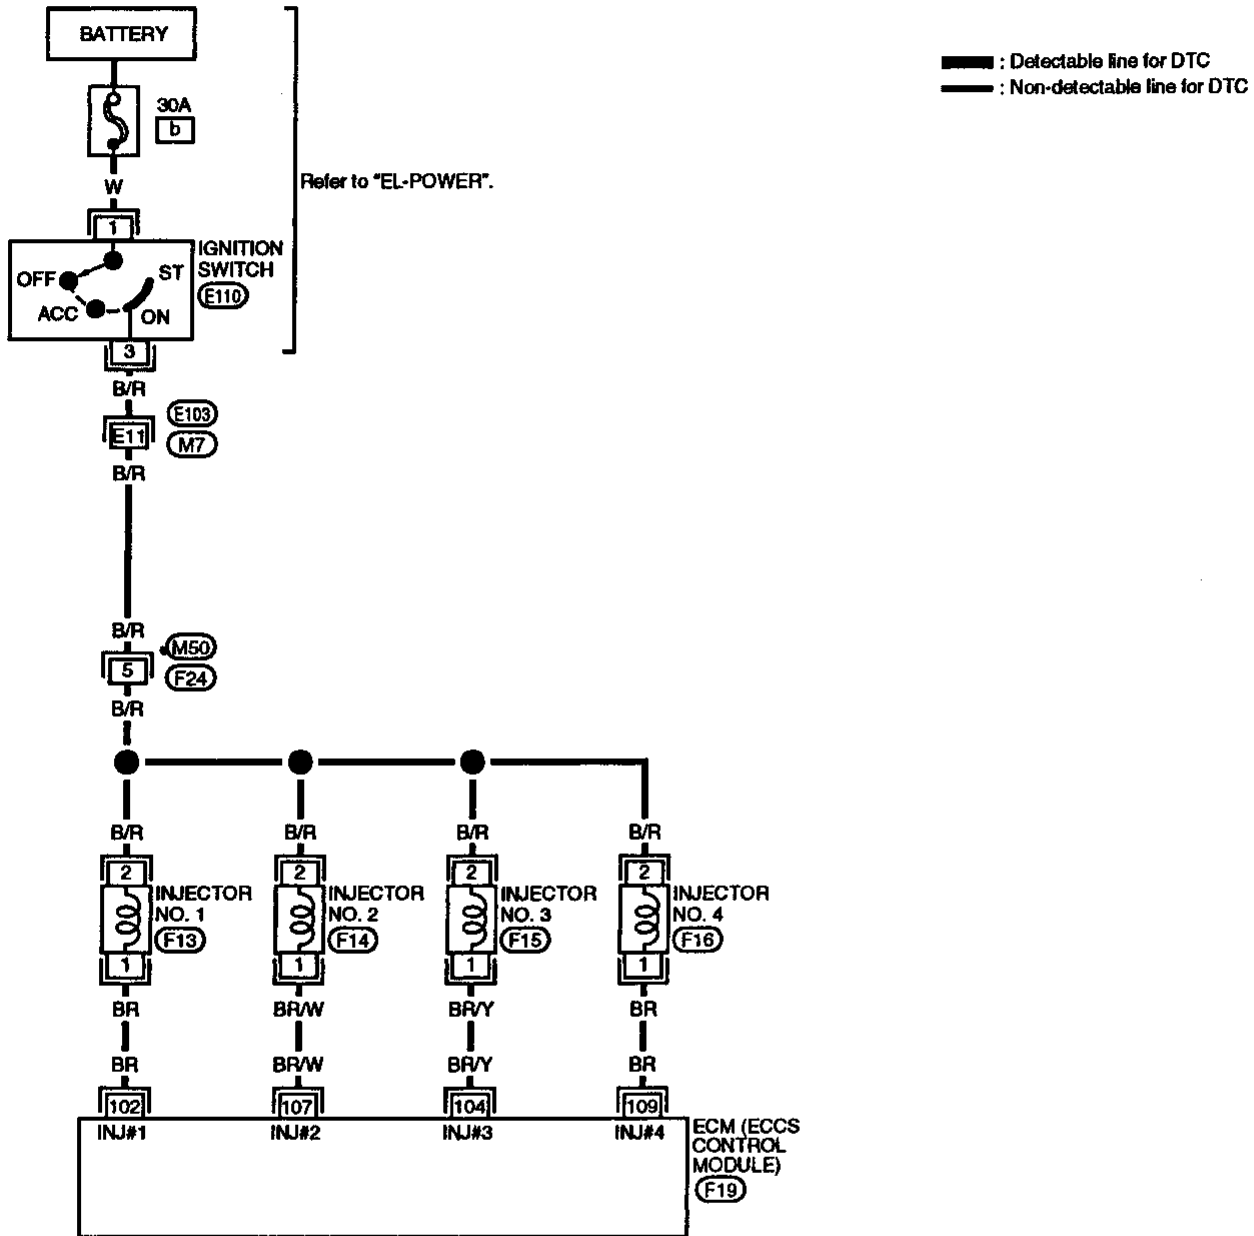 BATTERY
30A
b
W
1
IGNITION
SWITCH
E110
OFF
ST
ACC
ON
3
Refer to "EL-POWER".
: Detectable line for DTC
: Non-detectable line for DTC
B/R
E11
E103
M7
B/R
B/R
5
M50
F24
B/R
B/R B/R B/R B/R
2 2 2 2
INJECTOR
NO. 1
F13
INJECTOR
NO. 2
F14
INJECTOR
NO. 3
F15
INJECTOR
NO. 4
F16
1 1 1 1
BR BR/W BR/Y BR
BR BR/W BR/Y BR
102 107 104 109
INJ#1 INJ#2 INJ#3 INJ#4
ECM (ECCS
CONTROL
MODULE)
F19